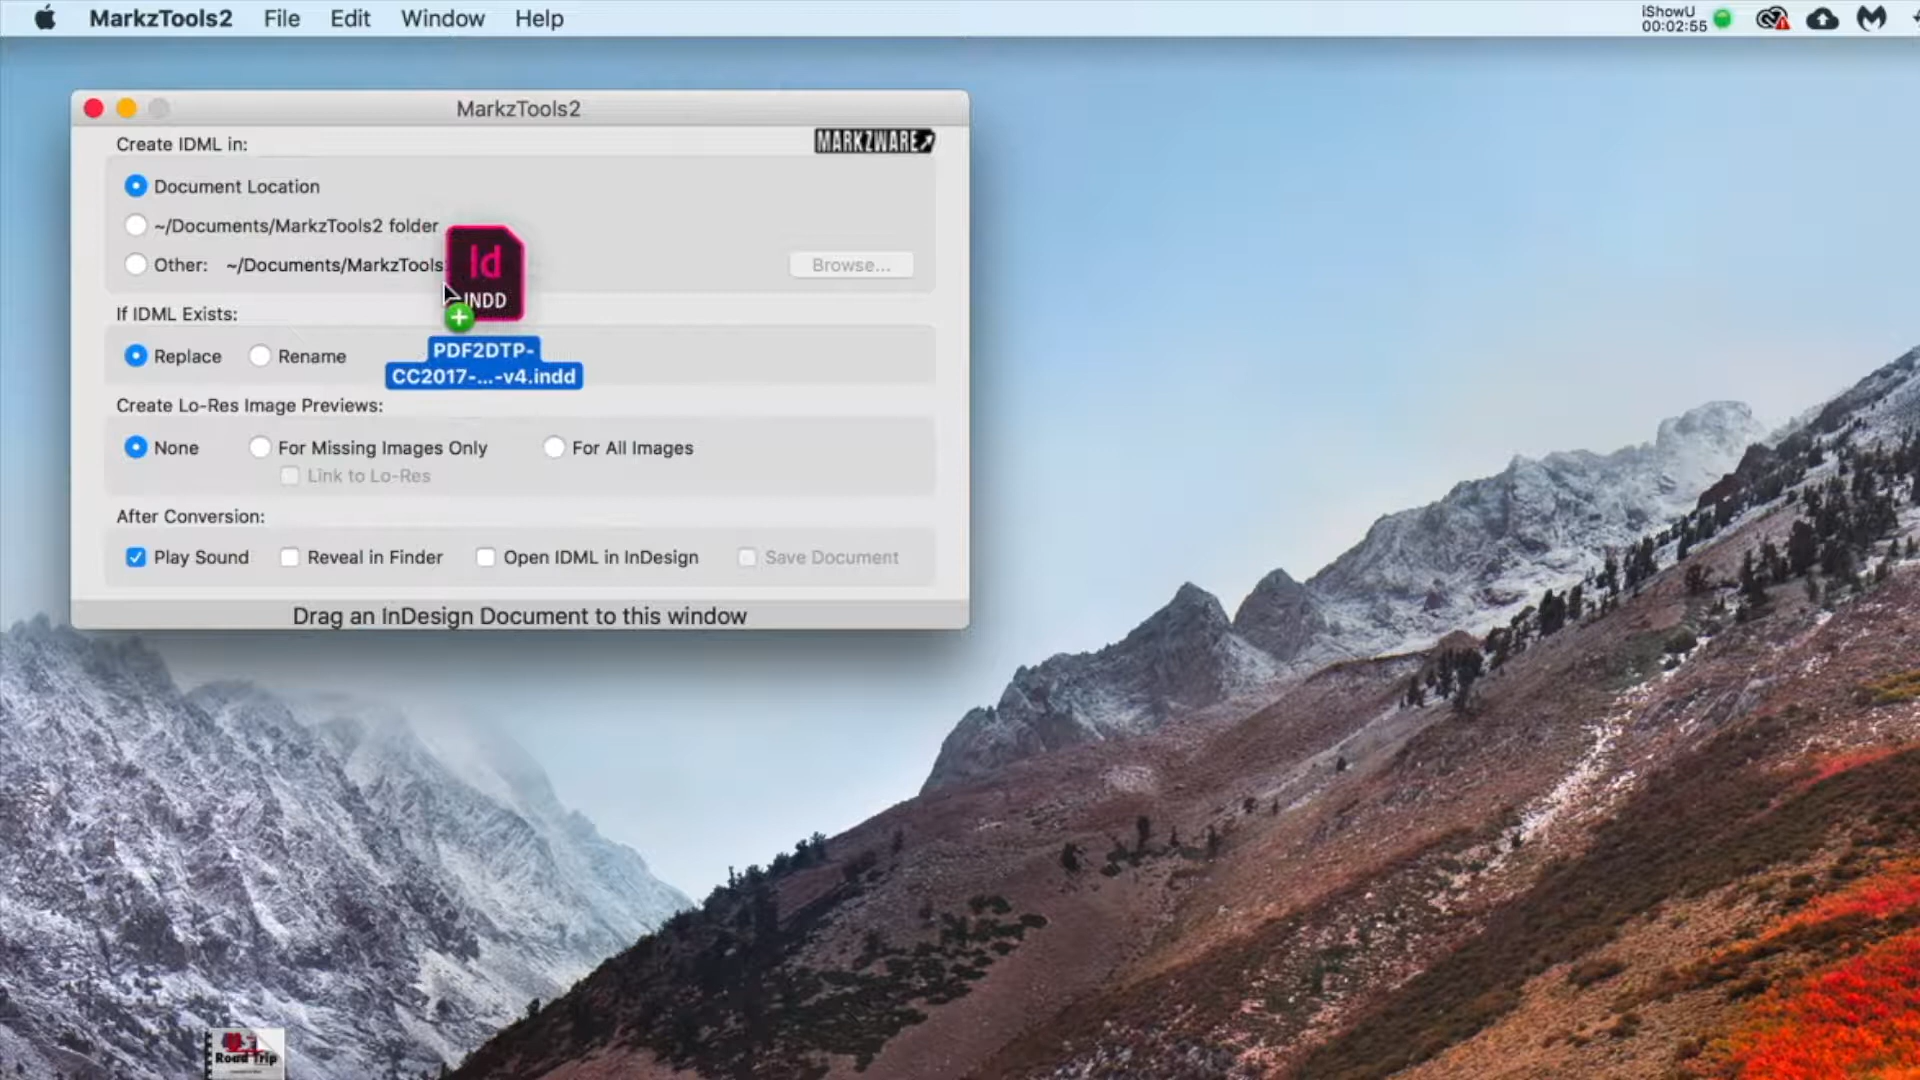 MarkzTools2 File Edit Window Help
iShowU
00:02:55
MarkzTools2
MARKZWARE
Create IDML in:
Document Location
~/Documents/MarkzTools2 folder
Other: ~/Documents/MarkzTools
Browse...
Id
INDD
PDF2DTP-
CC2017-...-v4.indd
If IDML Exists:
Replace Rename
Create Lo-Res Image Previews:
None For Missing Images Only For All Images
Link to Lo-Res
After Conversion:
Play Sound Reveal in Finder Open IDML in InDesign Save Document
Drag an InDesign Document to this window
Road Trip